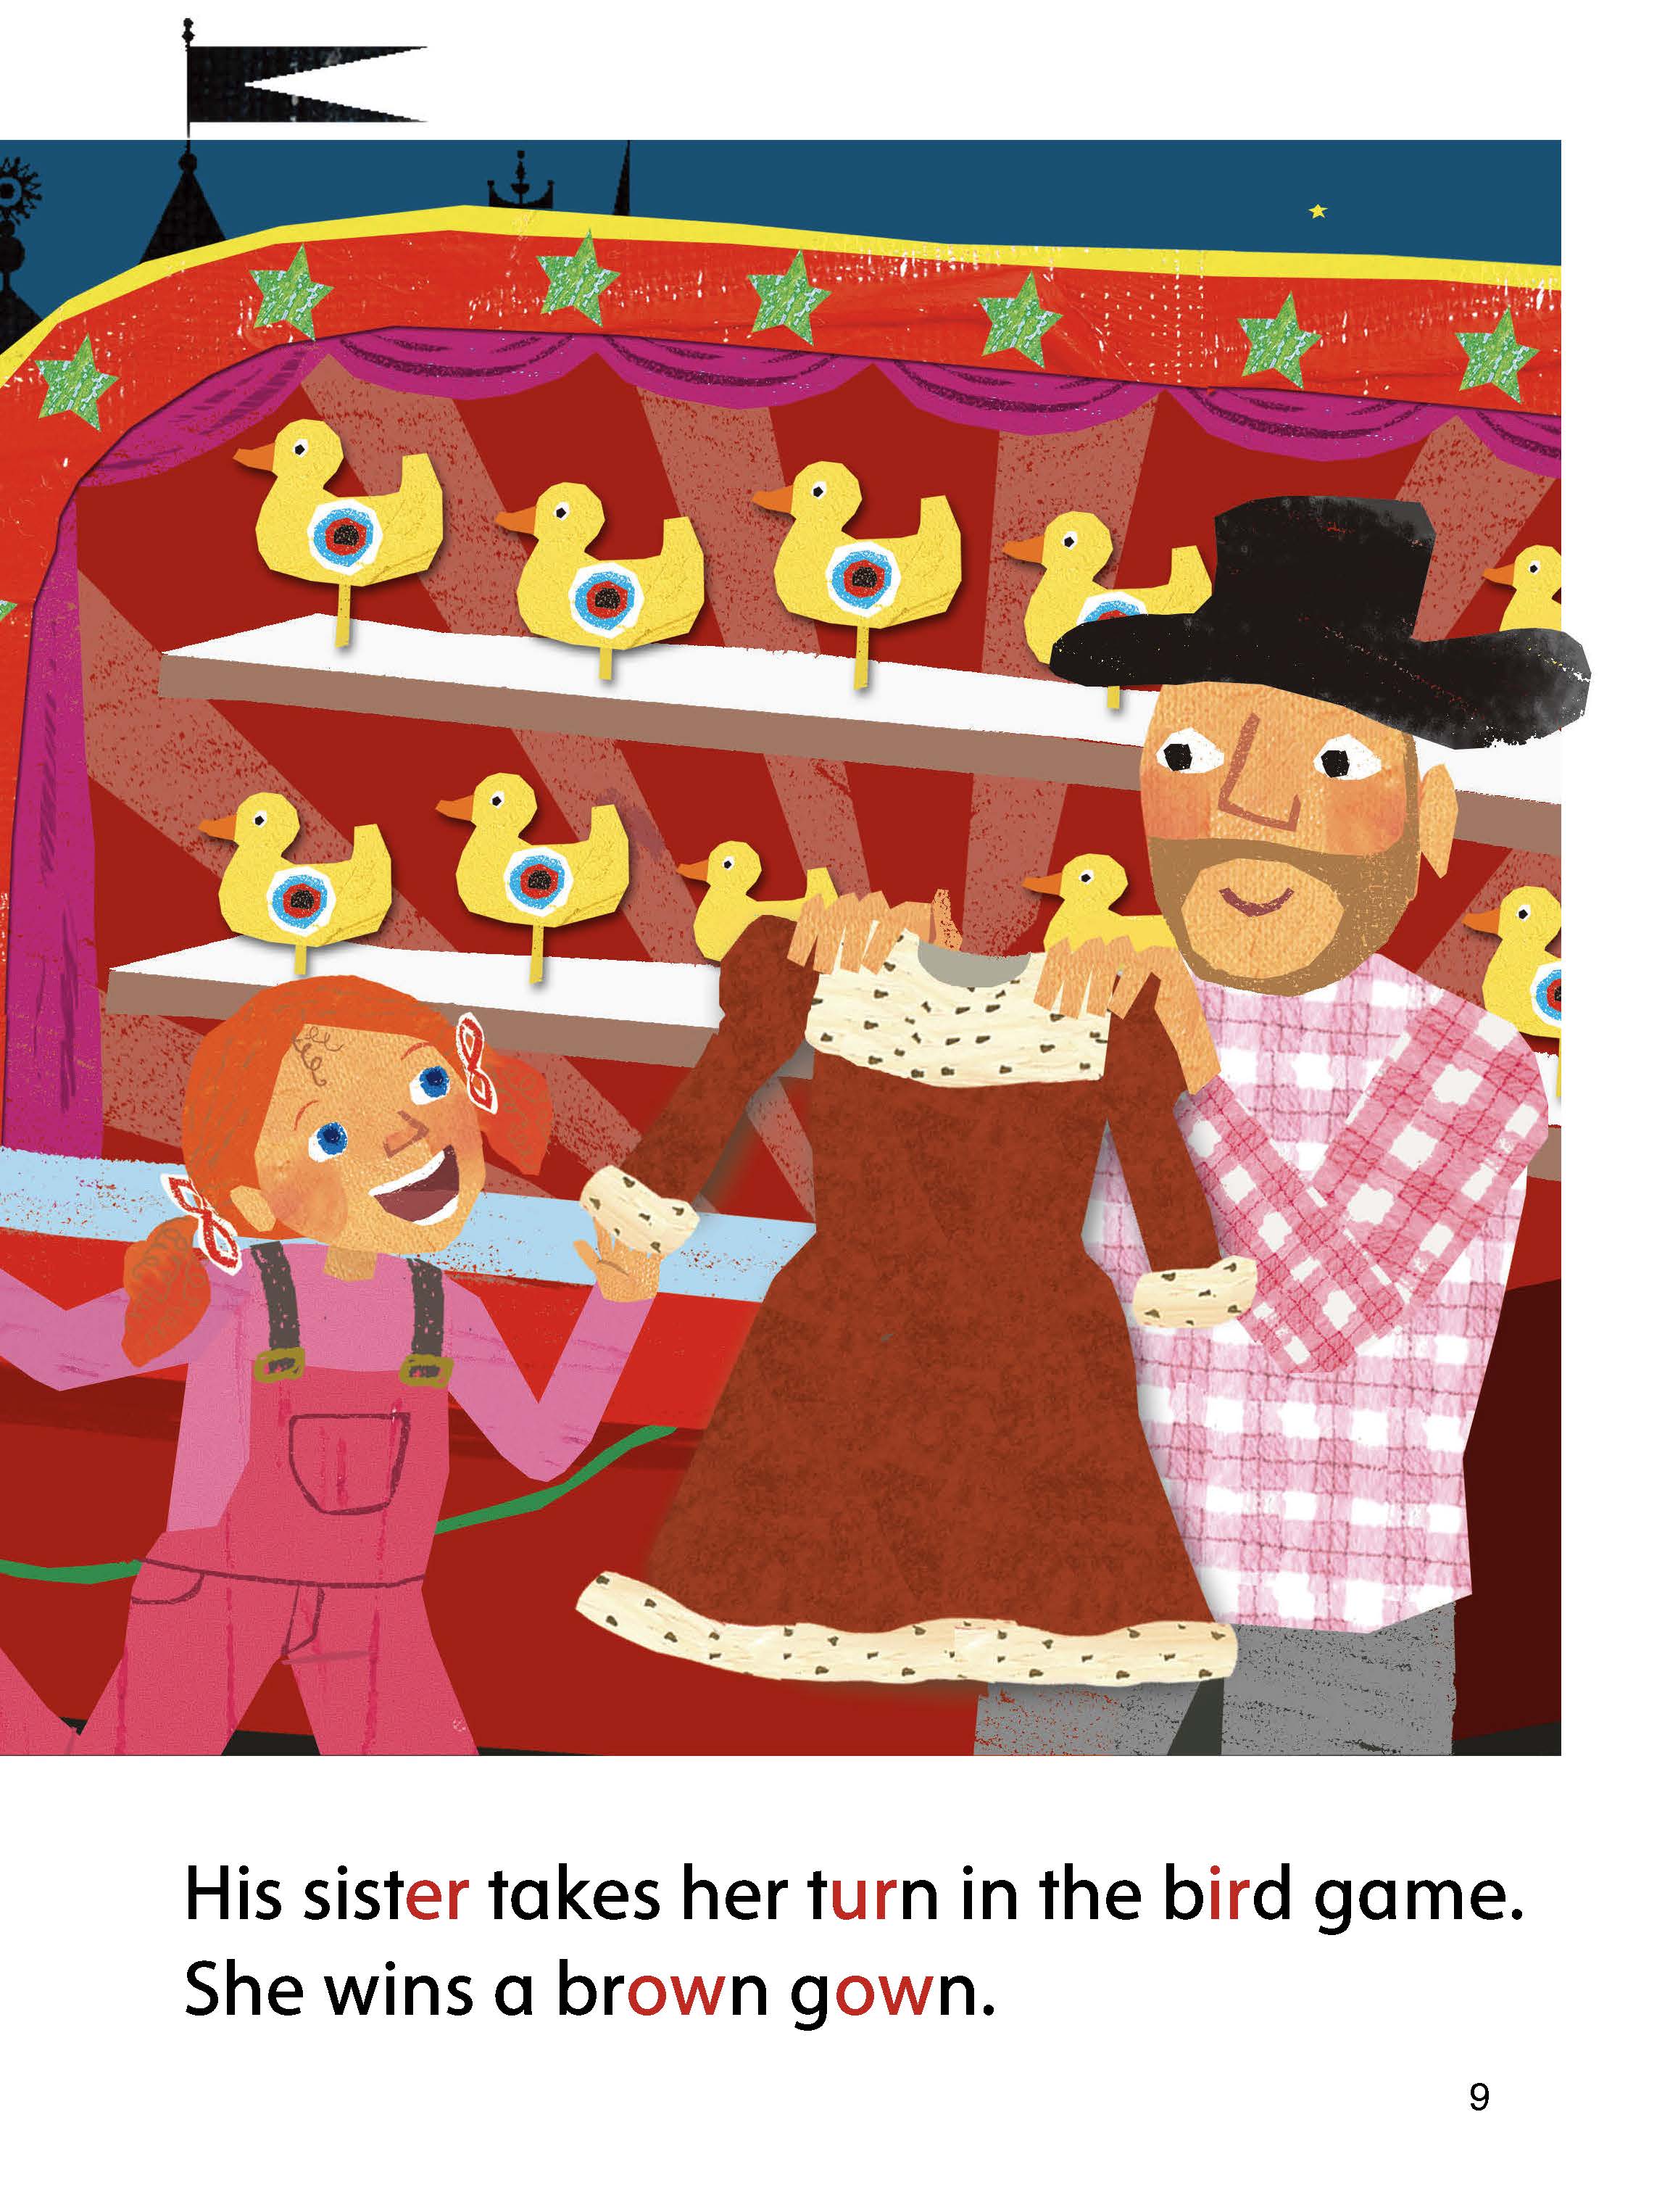 His sister takes her turn in the bird game.
She wins a brown gown.
9